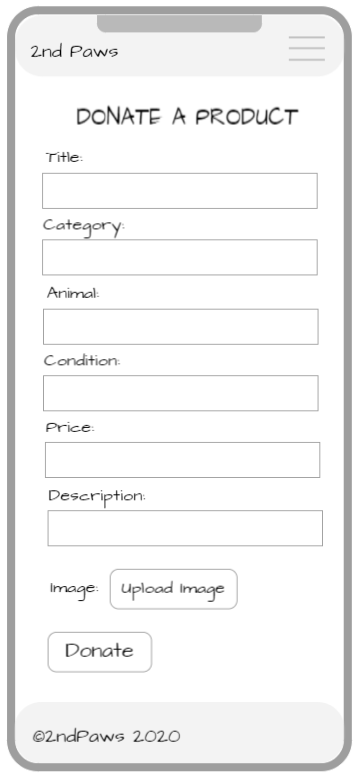 2nd Paws
DONATE A PRODUCT
Title:
Category:
Animal:
Condition:
Price:
Description:
Image: Upload Image
Donate
©2ndPaws 2020